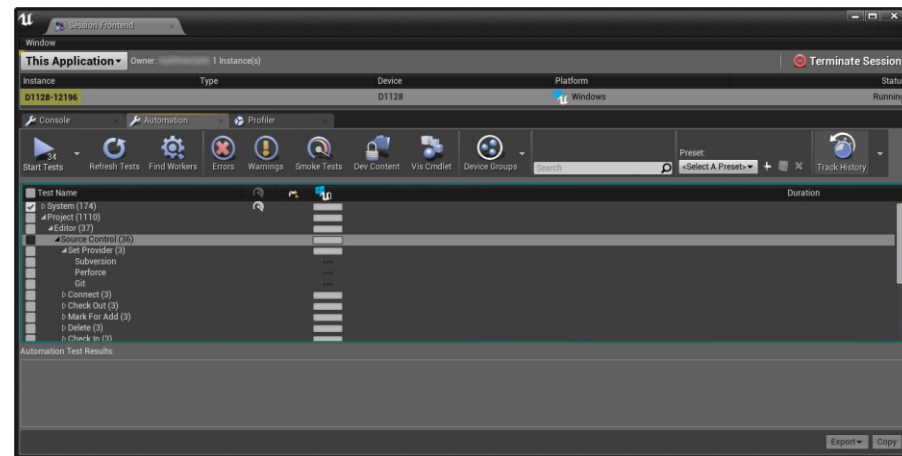 Session Frontend
Window
This Application Owner: 1 Instance(s) Terminate Session
Instance Type Device Platform Statu
D1128-12196 D1128 Windows Running
Console Automation Profiler
34
Start Tests Refresh Tests Find Workers Errors Warnings Smoke Tests Dev Content Vis Cmdlet Device Groups Search Preset: <Select A Preset> Track History
Test Name Duration
System (174)
Project (1110)
Editor (37)
Source Control (36)
Set Provider (3)
Subversion
Perforce
Git
Connect (3)
Check Out (3)
Mark For Add (3)
Delete (3)
Check In (3)
Automation Test Results:
Export Copy